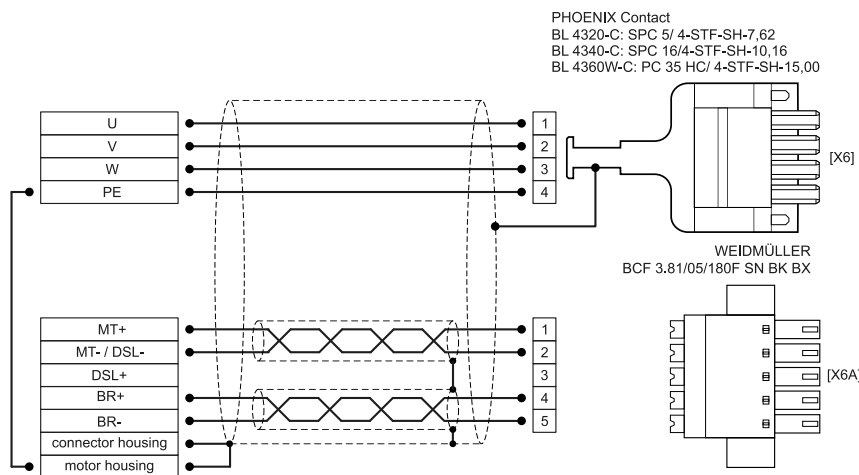 PHOENIX Contact
BL 4320-C: SPC 5/ 4-STF-SH-7,62
BL 4340-C: SPC 16/4-STF-SH-10,16
BL 4360W-C: PC 35 HC/ 4-STF-SH-15,00
U
1
V
2
W
3
PE
4
[X6]
WEIDMÜLLER
BCF 3.81/05/180F SN BK BX
MT+
1
MT- / DSL-
2
DSL+
3
BR+
4
BR-
5
connector housing
motor housing
[X6A]